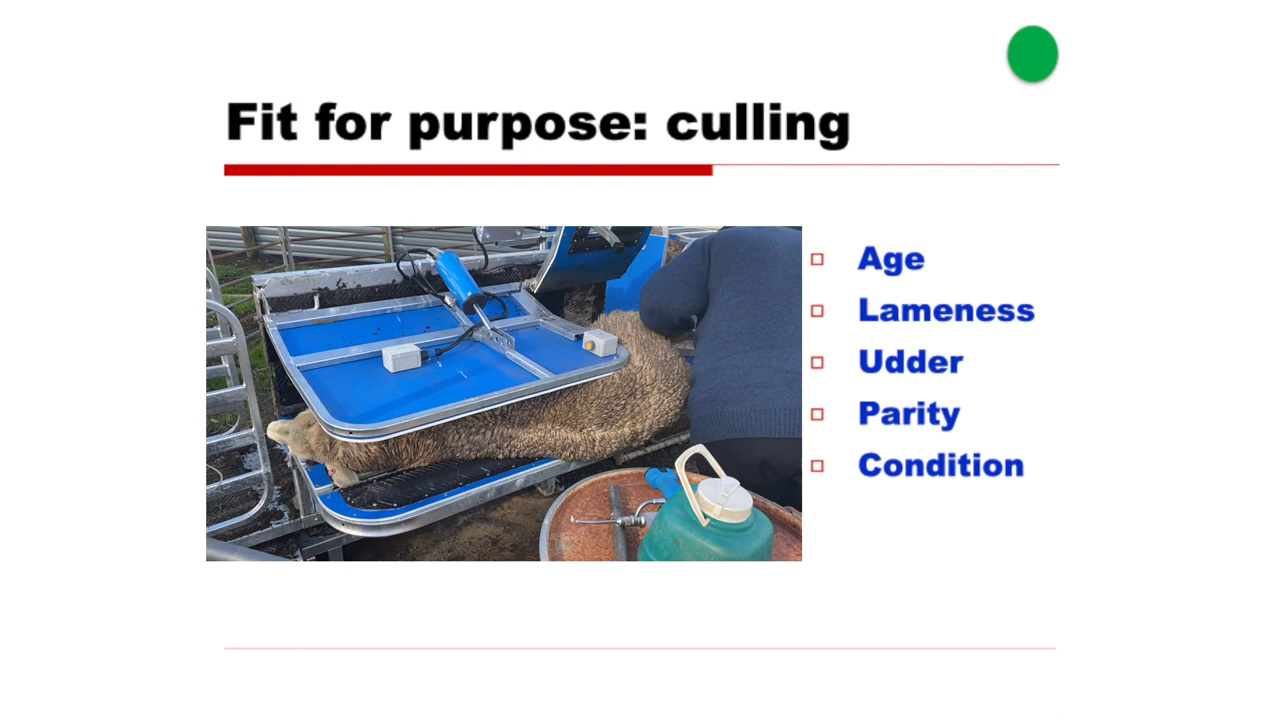 Fit for purpose: culling
Age
Lameness
Udder
Parity
Condition